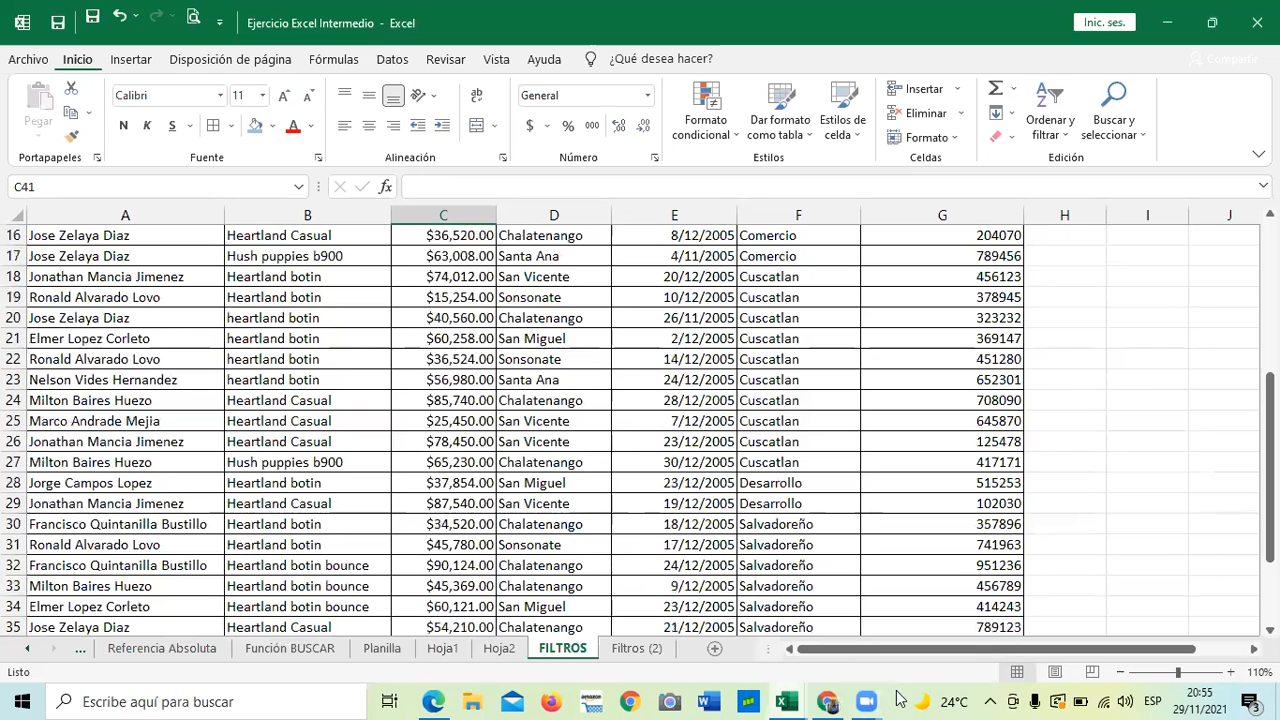 Ejercicio Excel Intermedio - Excel
Inic. ses.
Archivo Inicio Insertar Disposición de página Fórmulas Datos Revisar Vista Ayuda ¿Qué desea hacer? Compartir
Pegar
Calibri 11
N K S
General
$ % 000
Formato condicional
Dar formato como tabla
Estilos de celda
Insertar
Eliminar
Formato
Ordenar y filtrar
Buscar y seleccionar
Portapapeles Fuente Alineación Número Estilos Celdas Edición
C41 fx
A B C D E F G H I J
16 Jose Zelaya Diaz Heartland Casual $36,520.00 Chalatenango 8/12/2005 Comercio 204070
17 Jose Zelaya Diaz Hush puppies b900 $63,008.00 Santa Ana 4/11/2005 Comercio 789456
18 Jonathan Mancia Jimenez Heartland botin $74,012.00 San Vicente 20/12/2005 Cuscatlan 456123
19 Ronald Alvarado Lovo Heartland botin $15,254.00 Sonsonate 10/12/2005 Cuscatlan 378945
20 Jose Zelaya Diaz heartland botin $40,560.00 Chalatenango 26/11/2005 Cuscatlan 323232
21 Elmer Lopez Corleto heartland botin $60,258.00 San Miguel 2/12/2005 Cuscatlan 369147
22 Ronald Alvarado Lovo heartland botin $36,524.00 Sonsonate 14/12/2005 Cuscatlan 451280
23 Nelson Vides Hernandez heartland botin $56,980.00 Santa Ana 24/12/2005 Cuscatlan 652301
24 Milton Baires Huezo Heartland Casual $85,740.00 Chalatenango 28/12/2005 Cuscatlan 708090
25 Marco Andrade Mejia Heartland Casual $25,450.00 San Vicente 7/12/2005 Cuscatlan 645870
26 Jonathan Mancia Jimenez Heartland Casual $78,450.00 San Vicente 23/12/2005 Cuscatlan 125478
27 Milton Baires Huezo Hush puppies b900 $65,230.00 Chalatenango 30/12/2005 Cuscatlan 417171
28 Jorge Campos Lopez Heartland botin $37,854.00 San Miguel 23/12/2005 Desarrollo 515253
29 Jonathan Mancia Jimenez Heartland Casual $87,540.00 San Vicente 19/12/2005 Desarrollo 102030
30 Francisco Quintanilla Bustillo Heartland botin $34,520.00 Chalatenango 18/12/2005 Salvadoreño 357896
31 Ronald Alvarado Lovo Heartland botin $45,780.00 Sonsonate 17/12/2005 Salvadoreño 741963
32 Francisco Quintanilla Bustillo Heartland botin bounce $90,124.00 Chalatenango 24/12/2005 Salvadoreño 951236
33 Milton Baires Huezo Heartland botin bounce $45,369.00 Chalatenango 9/12/2005 Salvadoreño 456789
34 Elmer Lopez Corleto Heartland botin bounce $60,121.00 San Miguel 23/12/2005 Salvadoreño 414243
35 Jose Zelaya Diaz Heartland Casual $54,210.00 Chalatenango 21/12/2005 Salvadoreño 789123
... Referencia Absoluta Función BUSCAR Planilla Hoja1 Hoja2 FILTROS Filtros (2)
Listo 110%
Escribe aquí para buscar amazon 24°C ESP 20:55
29/11/2021 3